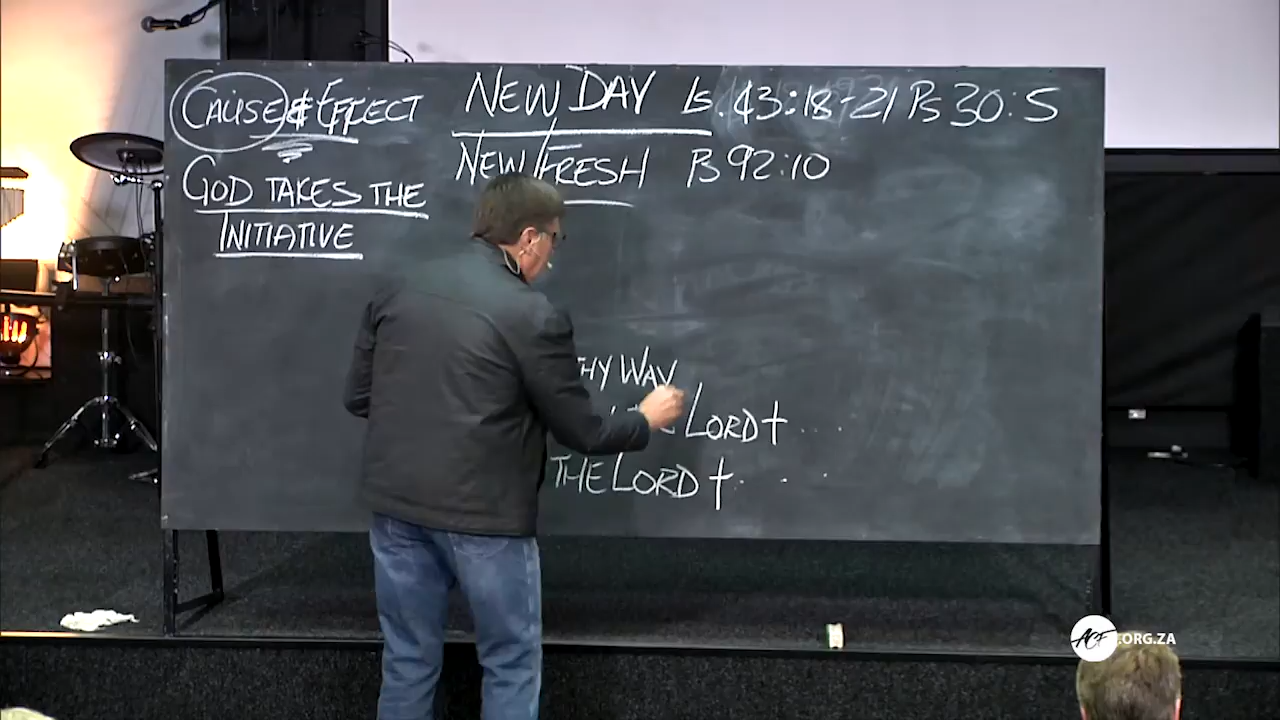 CAUSE & EFFECT
GOD TAKES THE
INITIATIVE
NEW DAY Is. 43:18-21 Ps 30:5
NEW/FRESH Ps 92:10
THY WAY
LORD † ...
THE LORD † ...
ACF.ORG.ZA